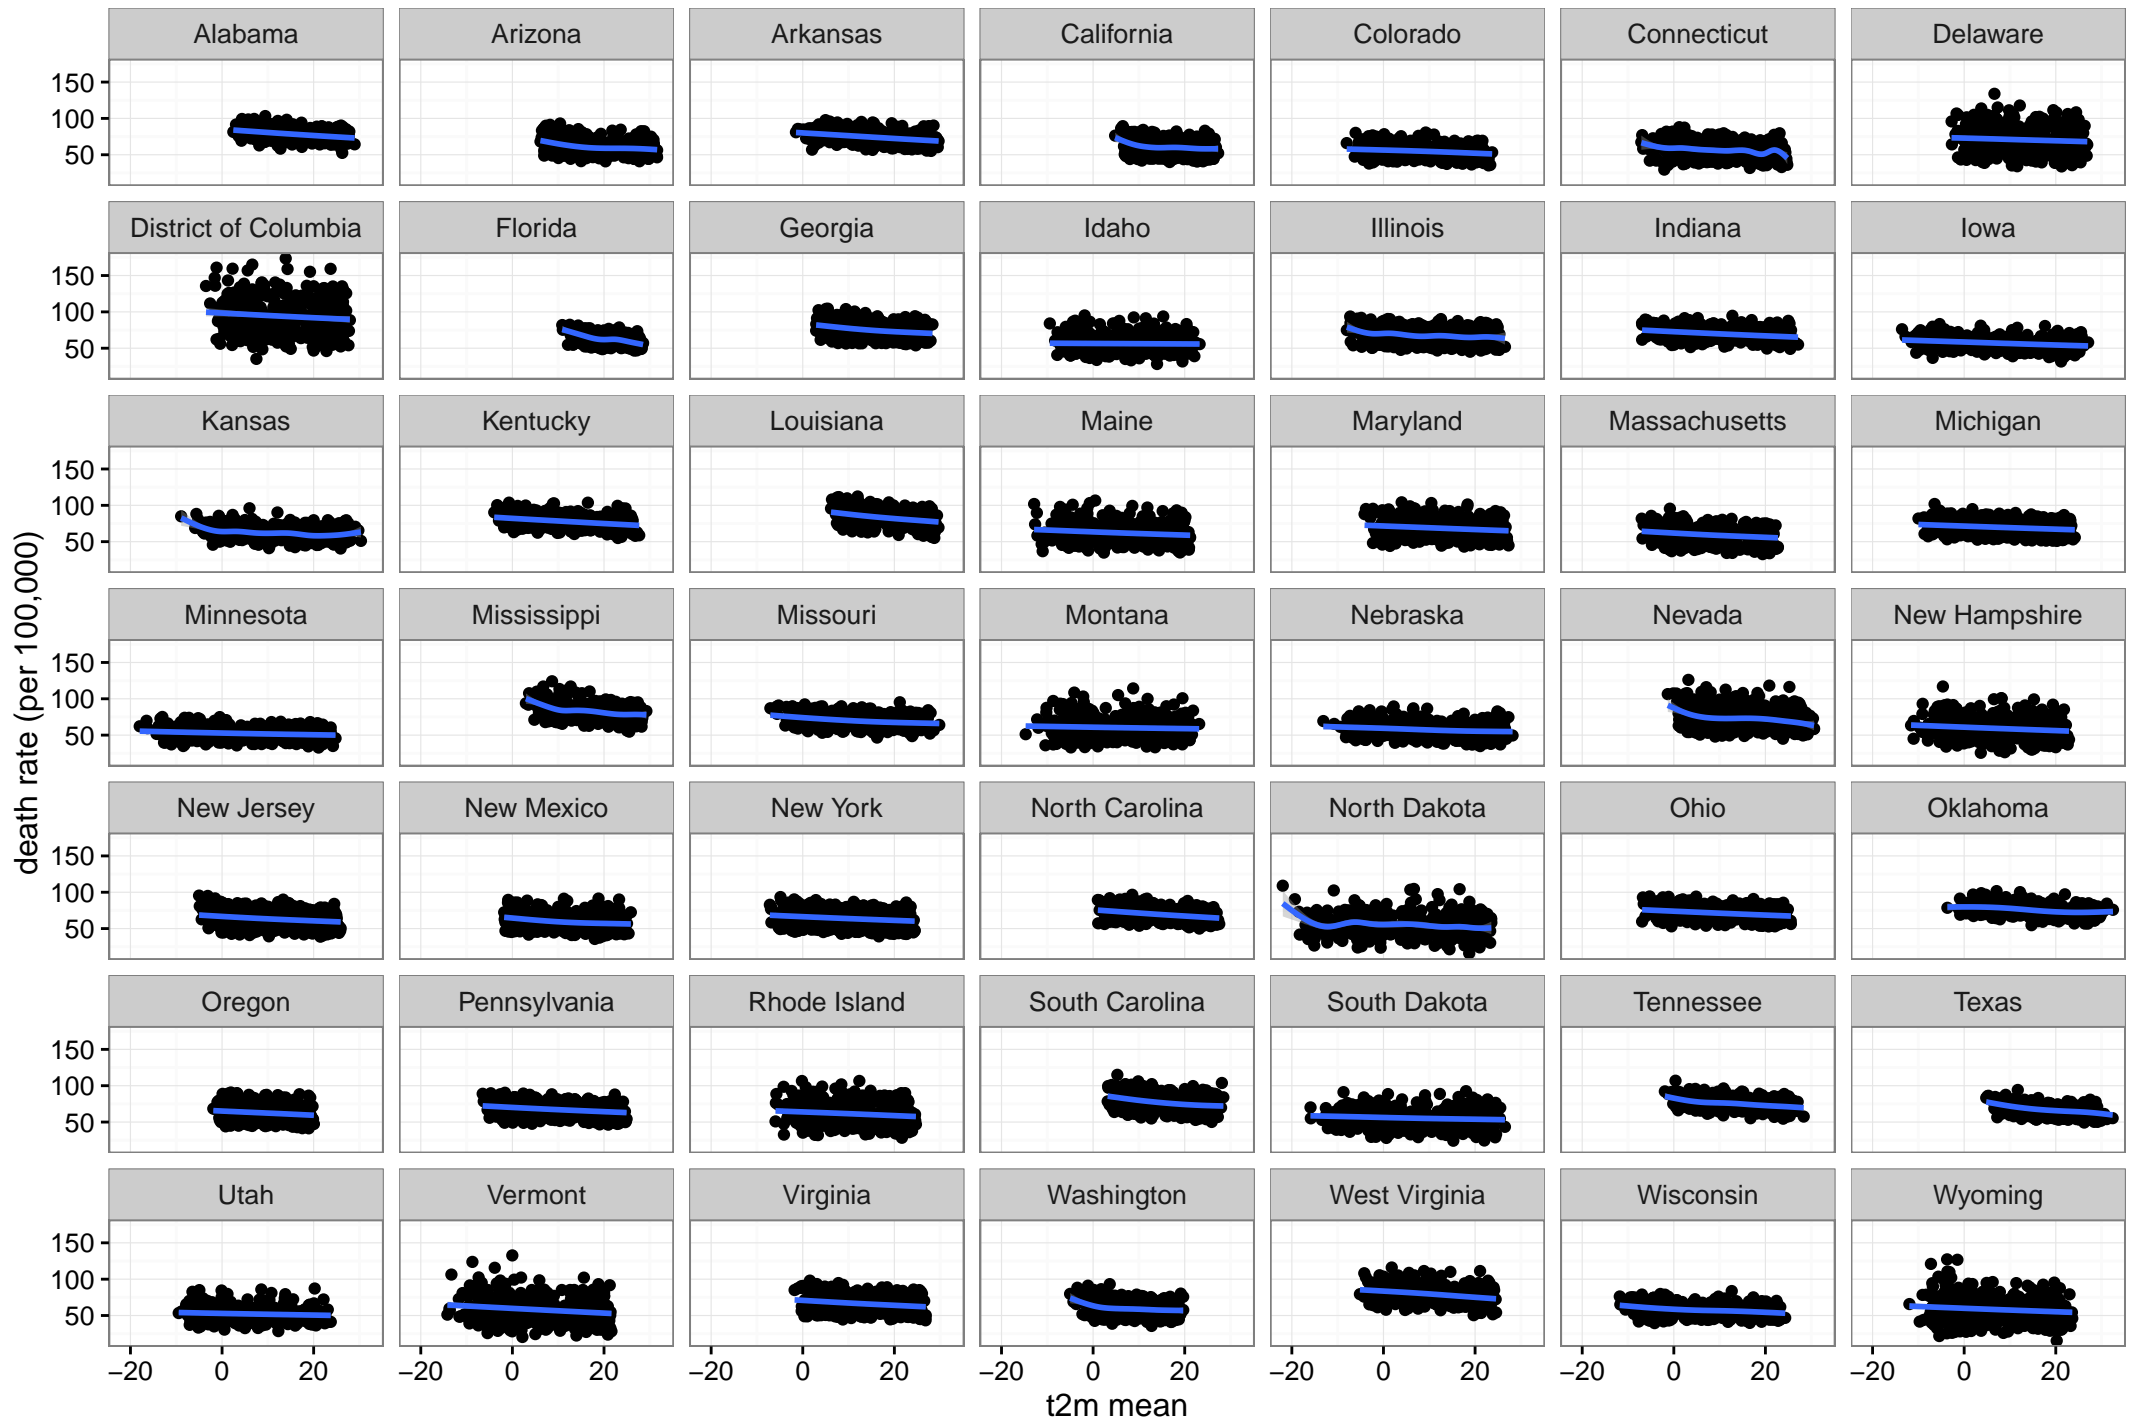 Alabama Arizona Arkansas California Colorado Connecticut Delaware
150
100
50
District of Columbia Florida Georgia Idaho Illinois Indiana Iowa
150
100
50
Kansas Kentucky Louisiana Maine Maryland Massachusetts Michigan
150
100
50
Minnesota Mississippi Missouri Montana Nebraska Nevada New Hampshire
150
100
50
New Jersey New Mexico New York North Carolina North Dakota Ohio Oklahoma
150
100
50
Oregon Pennsylvania Rhode Island South Carolina South Dakota Tennessee Texas
150
100
50
Utah Vermont Virginia Washington West Virginia Wisconsin Wyoming
150
100
50
−20 0 20 −20 0 20 −20 0 20 −20 0 20 −20 0 20 −20 0 20 −20 0 20
t2m mean
death rate (per 100,000)